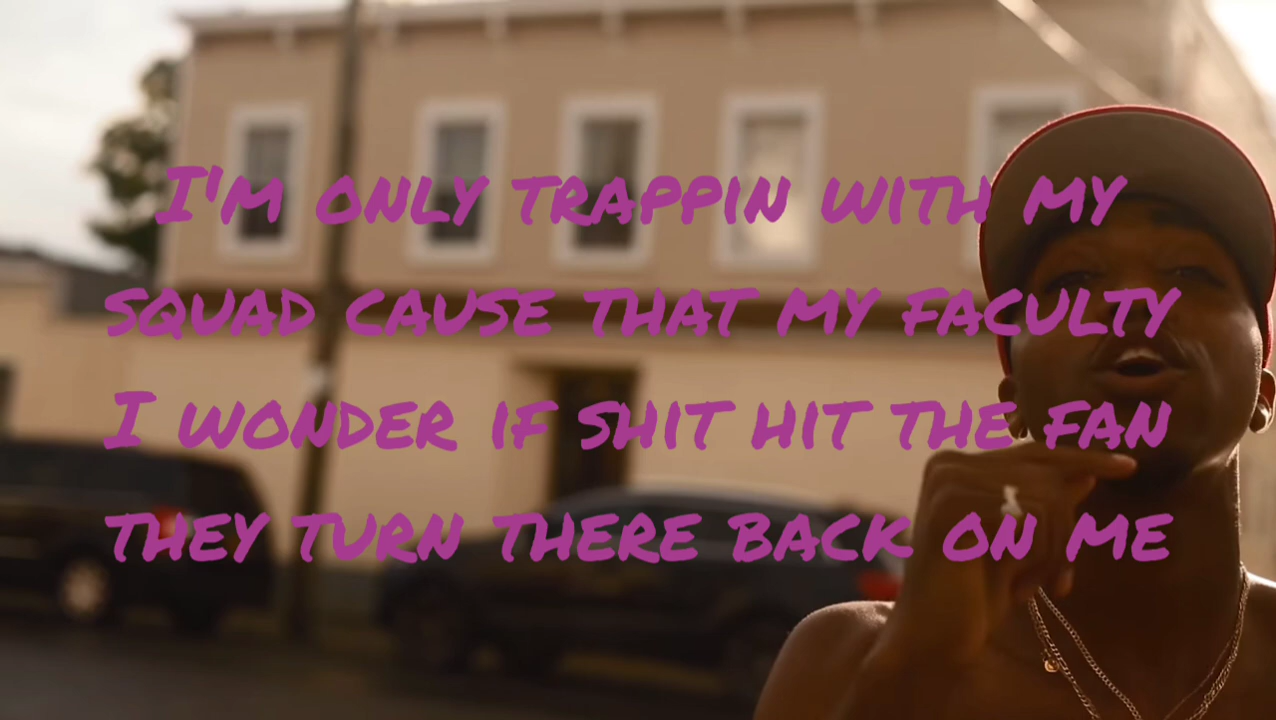 I'M ONLY TRAPPIN WITH MY
SQUAD CAUSE THAT MY FACULTY
I WONDER IF SHIT HIT THE FAN
THEY TURN THERE BACK ON ME